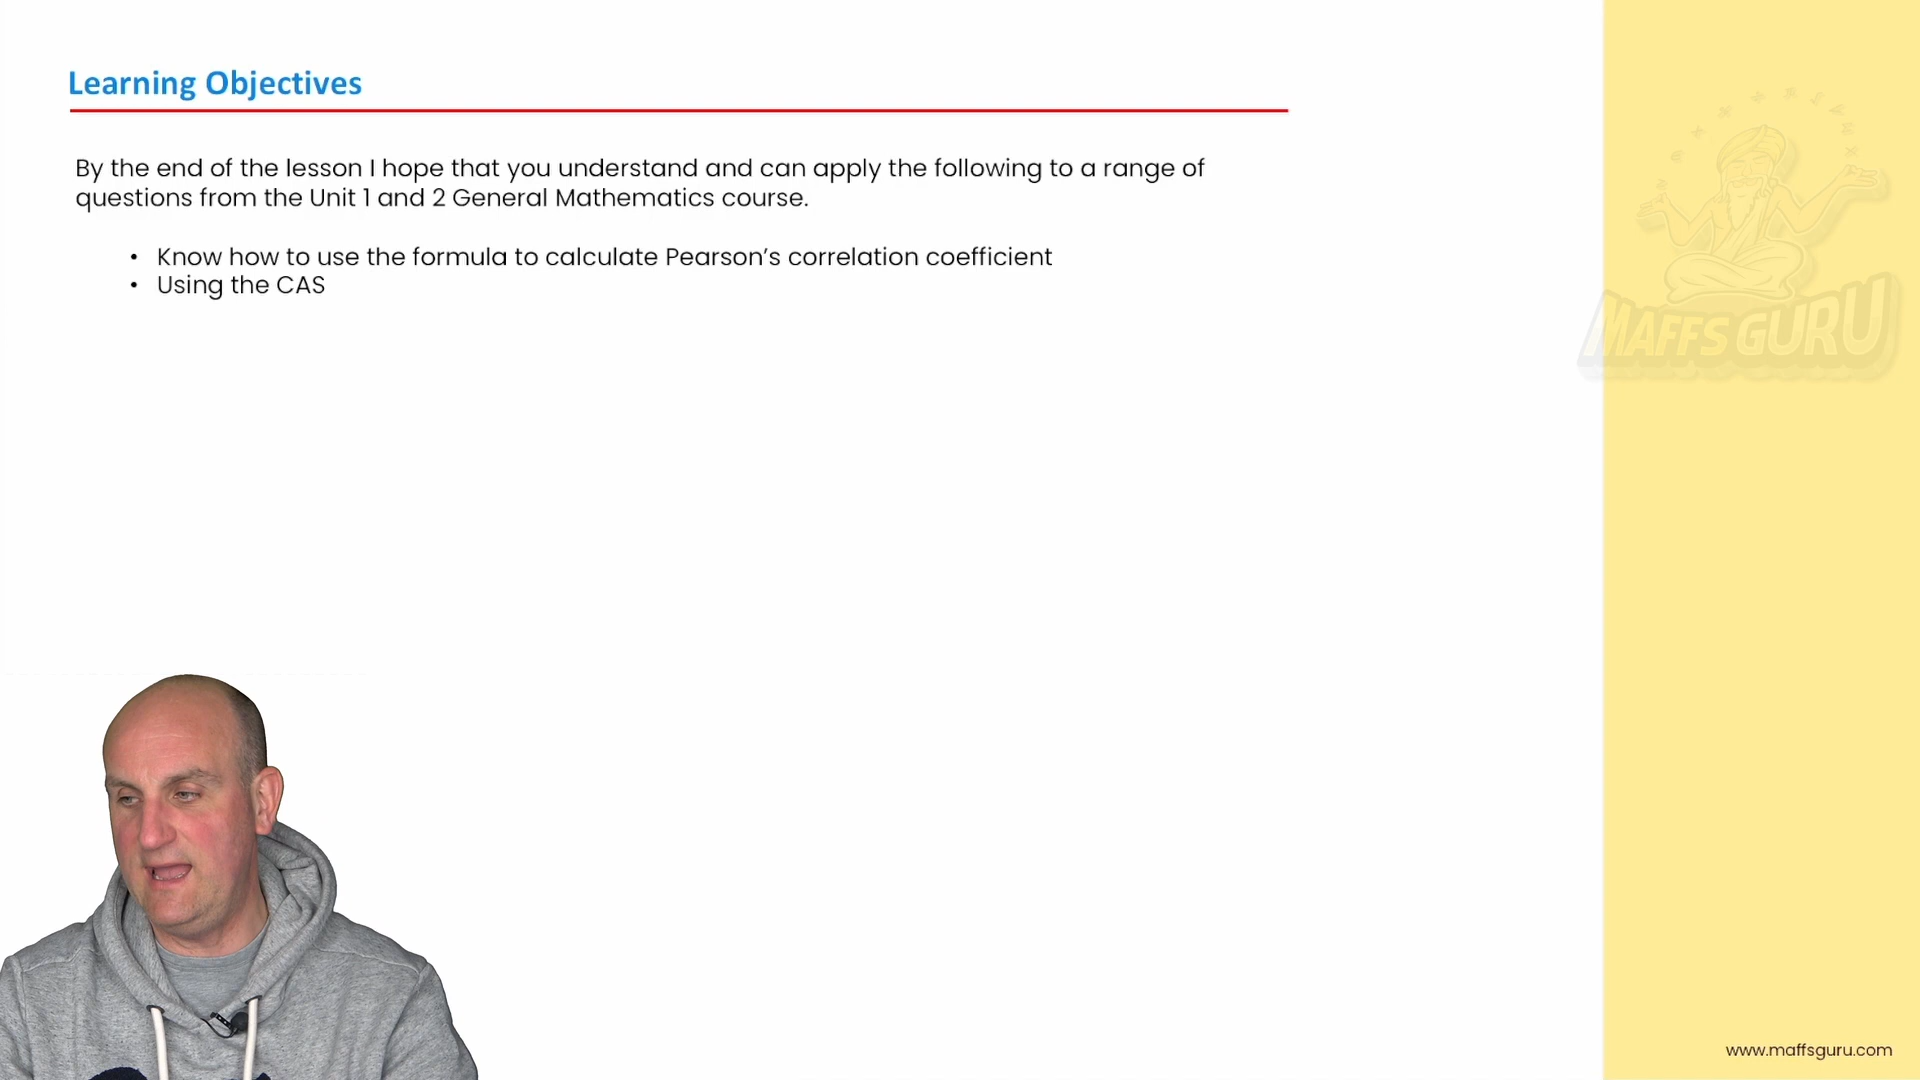 Learning Objectives
By the end of the lesson I hope that you understand and can apply the following to a range of
questions from the Unit 1 and 2 General Mathematics course.
• Know how to use the formula to calculate Pearson’s correlation coefficient
• Using the CAS
MAFFS GURU
www.maffsguru.com